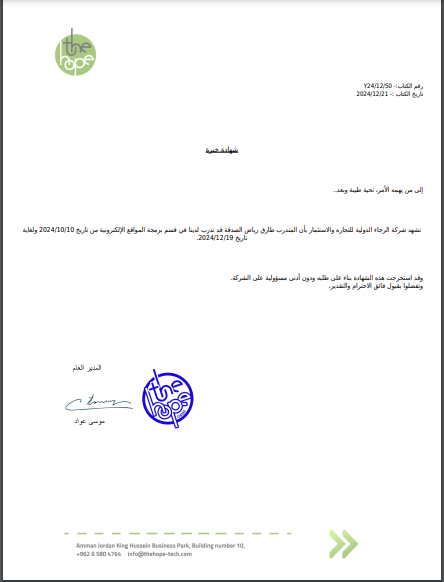 the
hope
رقم الكتاب:- Y24/12/50
تاريخ الكتاب :- 2024/12/21
شهادة خبرة
إلى من يهمه الأمر، تحية طيبة وبعد..
تشهد شركة الرجاء الدولية للتجاره والاستثمار بأن المتدرب طارق رياض الصدفة قد تدرب لدينا في قسم برمجة المواقع الإلكترونية من تاريخ 2024/10/10 ولغاية
تاريخ 2024/12/19.
وقد استخرجت هذه الشهادة بناء على طلبه ودون أدنى مسؤولية على الشركة.
وتفضلوا بقبول فائق الاحترام والتقدير،
المدير العام
the
hope
موسى عواد
Amman Jordan King Hussein Business Park, Building number 10,
+962 6 580 4764 info@thehope-tech.com